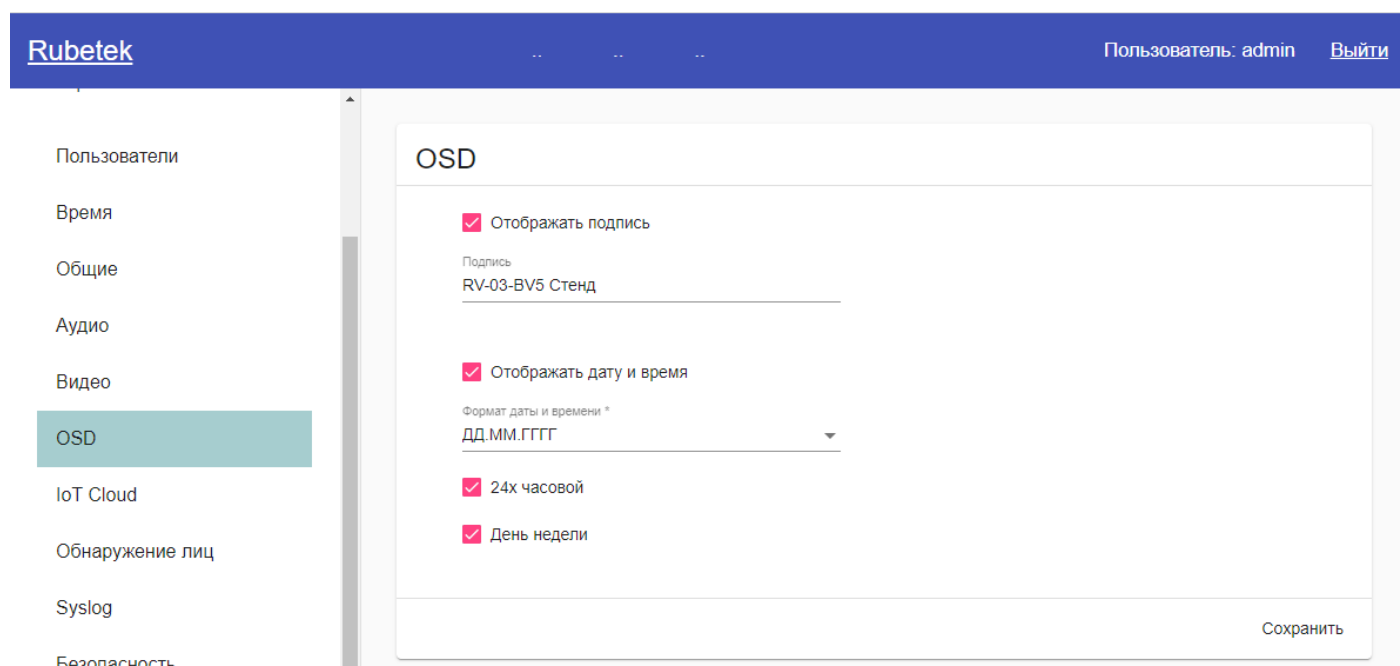 Rubetek
Пользователь: admin
Выйти
Пользователи
Время
Общие
Аудио
Видео
OSD
IoT Cloud
Обнаружение лиц
Syslog
Безопасность
OSD
Отображать подпись
Подпись
RV-03-BV5 Стенд
Отображать дату и время
Формат даты и времени *
ДД.ММ.ГГГГ
24х часовой
День недели
Сохранить